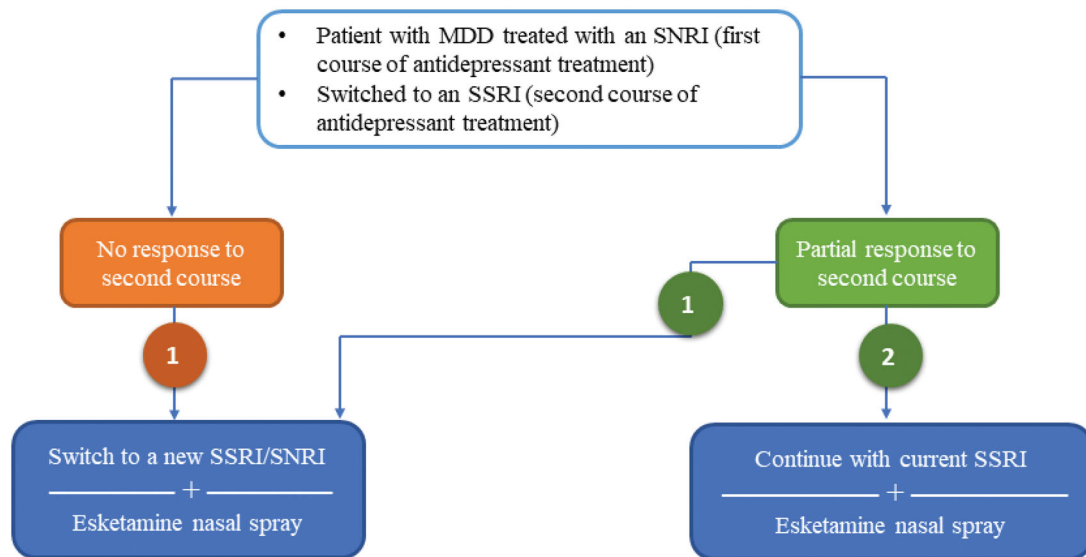 • Patient with MDD treated with an SNRI (first
course of antidepressant treatment)
• Switched to an SSRI (second course of
antidepressant treatment)
No response to
second course
Partial response to
second course
1
1
2
Switch to a new SSRI/SNRI
+
Esketamine nasal spray
Continue with current SSRI
+
Esketamine nasal spray